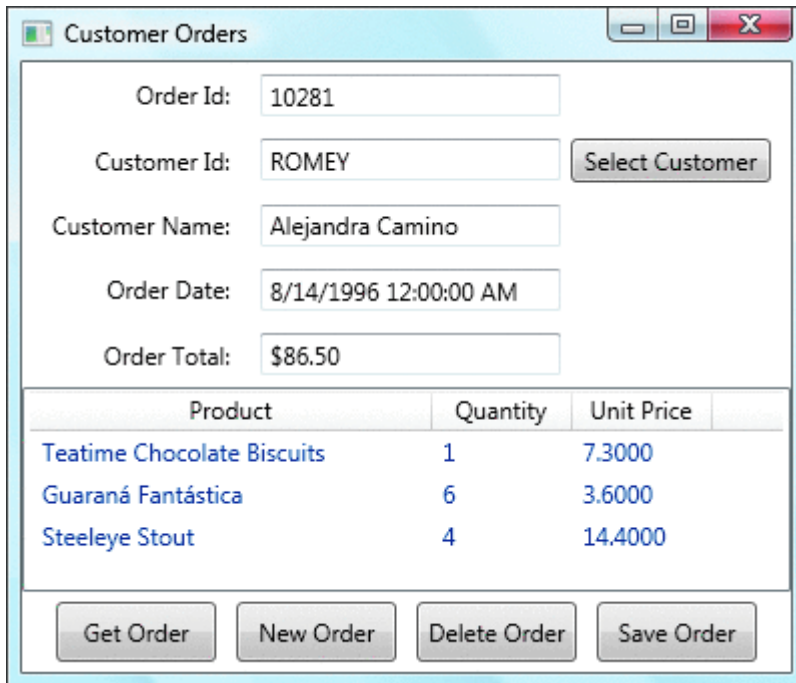 Customer Orders
Order Id: 10281
Customer Id: ROMEY Select Customer
Customer Name: Alejandra Camino
Order Date: 8/14/1996 12:00:00 AM
Order Total: $86.50
Product Quantity Unit Price
Teatime Chocolate Biscuits 1 7.3000
Guaraná Fantástica 6 3.6000
Steeleye Stout 4 14.4000
Get Order New Order Delete Order Save Order